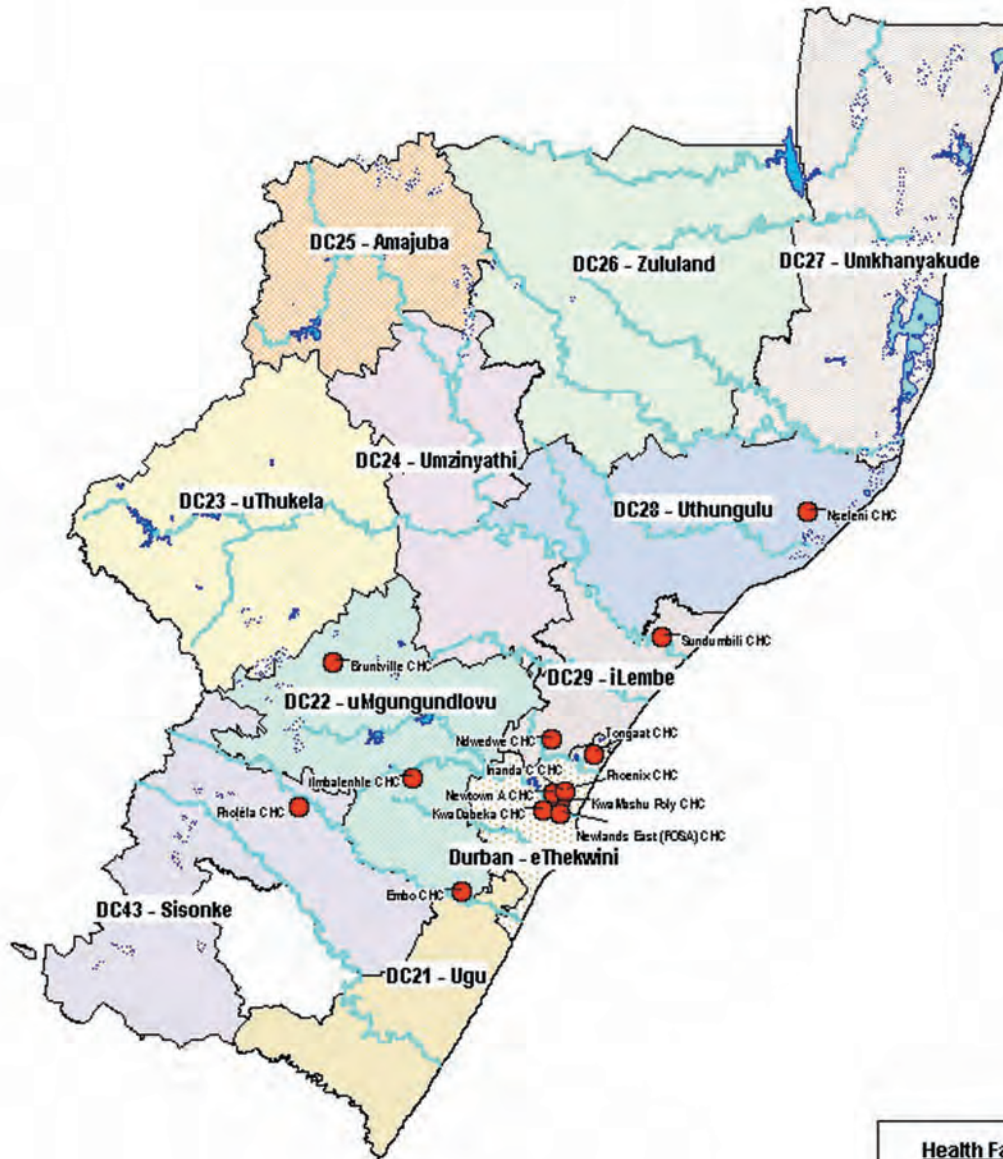 DC25 - Amajuba
DC26 - Zululand
DC27 - Umkhanyakude
DC24 - Umzinyathi
DC23 - uThukela
DC28 - Uthungulu
Nseleni CHC
Sundumbili CHC
Bruntville CHC
DC29 - iLembe
DC22 - uMgungundlovu
Tongaat CHC
Ndwedwe CHC
Inanda C CHC
Phoenix CHC
Imbalenhle CHC
Newtown A CHC
KwaMashu Poly CHC
Pholela CHC
KwaDabeka CHC
Newlands East (FOSA) CHC
Durban - eThekwini
Embo CHC
DC43 - Sisonke
DC21 - Ugu
Health Fa